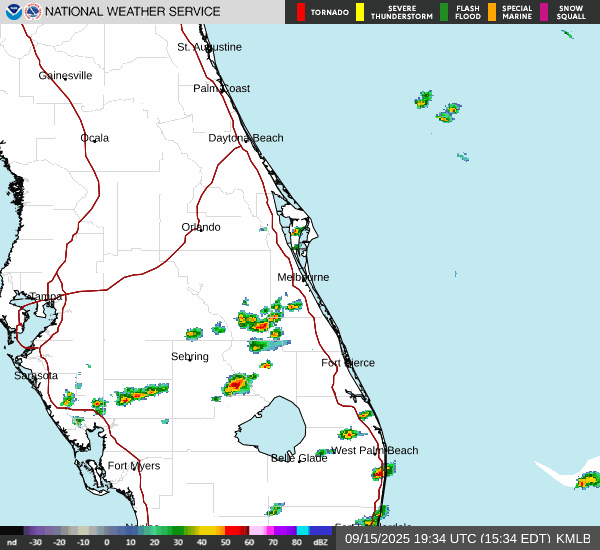 NATIONAL WEATHER SERVICE
TORNADO
SEVERE
THUNDERSTORM
FLASH
FLOOD
SPECIAL
MARINE
SNOW
SQUALL
St. Augustine
Gainesville
Palm Coast
Ocala
Daytona Beach
Orlando
Melbourne
Tampa
Sebring
Fort Pierce
Sarasota
West Palm Beach
Belle Glade
Fort Myers
nd -30 -20 -10 0 10 20 30 40 50 60 70 80 dBZ
09/15/2025 19:34 UTC (15:34 EDT) KMLB